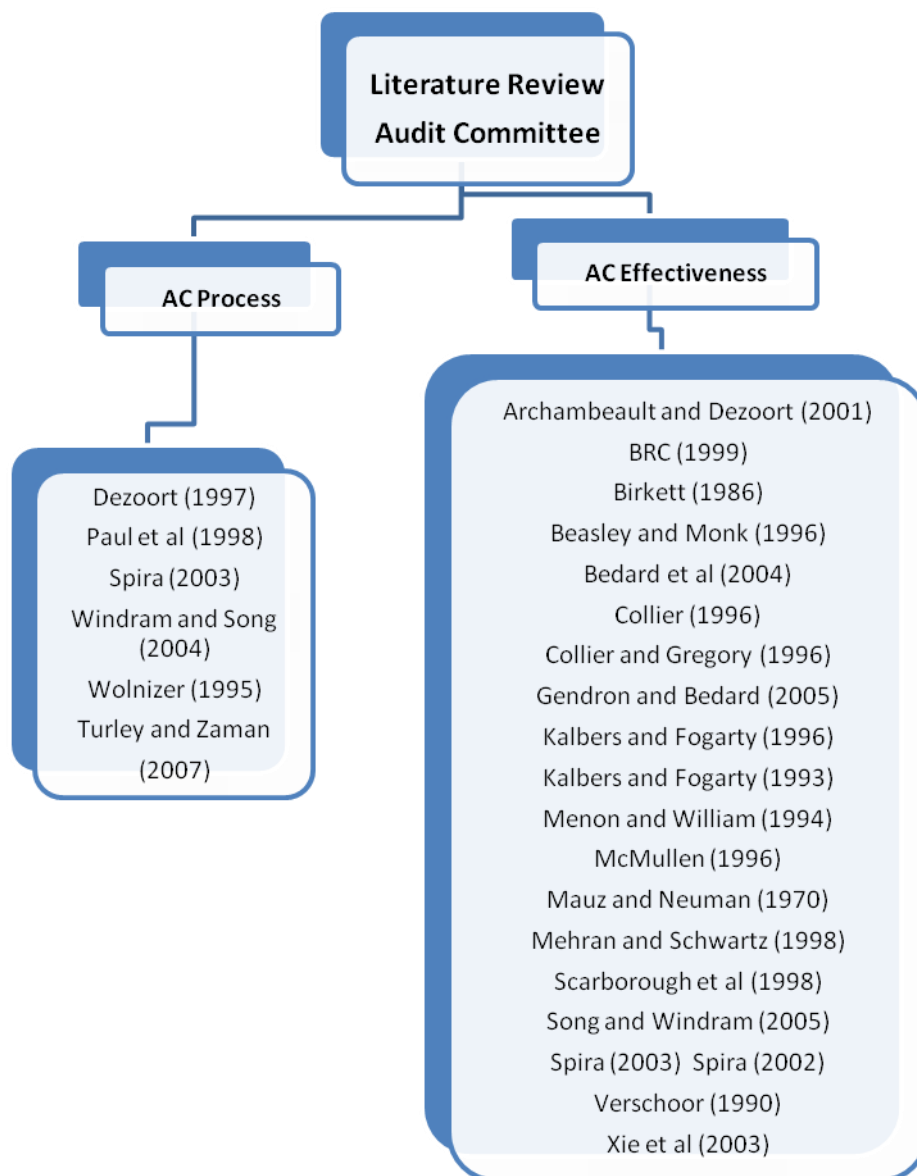 Literature Review
Audit Committee
AC Process
AC Effectiveness
Dezoort (1997)
Paul et al (1998)
Spira (2003)
Windram and Song
(2004)
Wolnizer (1995)
Turley and Zaman
(2007)
Archambeault and Dezoort (2001)
BRC (1999)
Birkett (1986)
Beasley and Monk (1996)
Bedard et al (2004)
Collier (1996)
Collier and Gregory (1996)
Gendron and Bedard (2005)
Kalbers and Fogarty (1996)
Kalbers and Fogarty (1993)
Menon and William (1994)
McMullen (1996)
Mauz and Neuman (1970)
Mehran and Schwartz (1998)
Scarborough et al (1998)
Song and Windram (2005)
Spira (2003) Spira (2002)
Verschoor (1990)
Xie et al (2003)